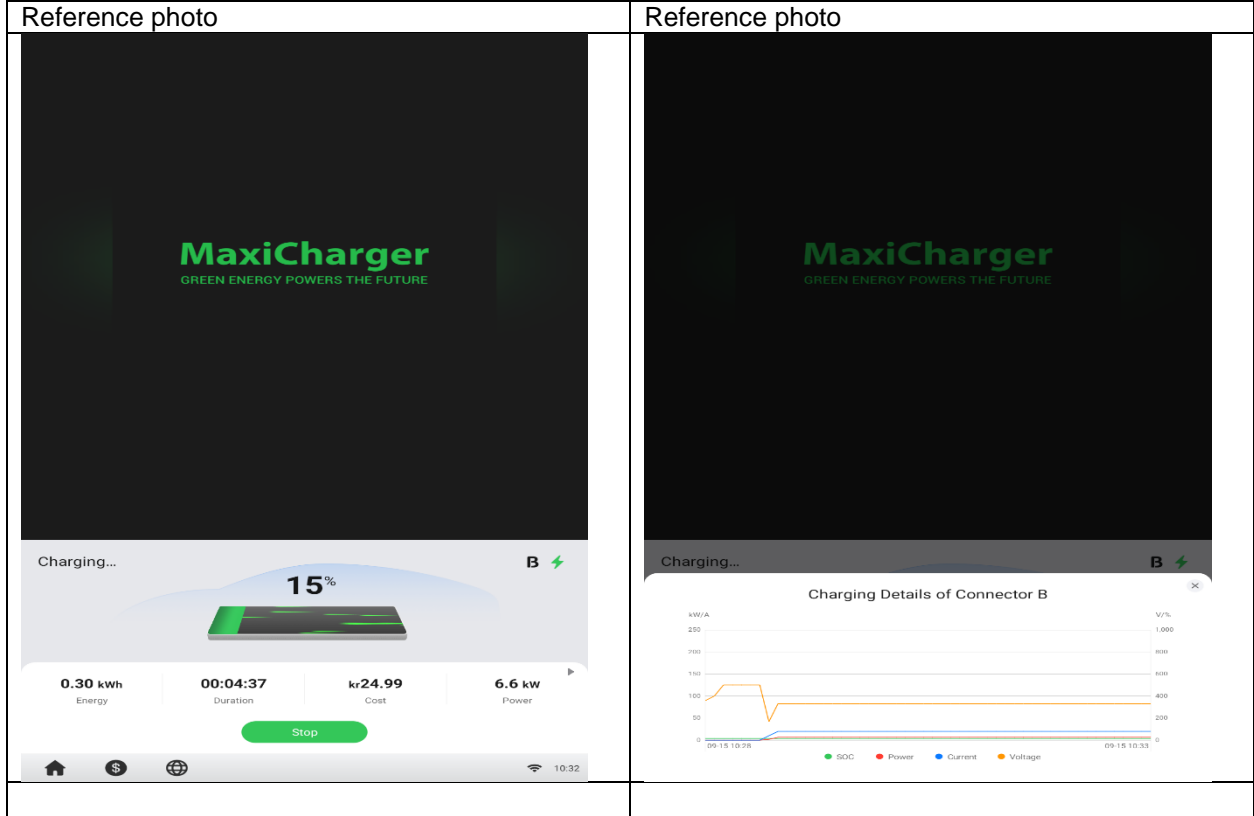 Reference photo
Reference photo
MaxiCharger
GREEN ENERGY POWERS THE FUTURE
Charging...
B
15%
0.30 kWh
00:04:37
kr24.99
6.6 kW
Energy
Duration
Cost
Power
Stop
10:32
MaxiCharger
GREEN ENERGY POWERS THE FUTURE
Charging...
B
Charging Details of Connector B
kW/A
V/%
250
1.000
200
800
150
600
100
400
50
200
0
0
09-15 10:28
09-15 10:33
SOC
Power
Current
Voltage